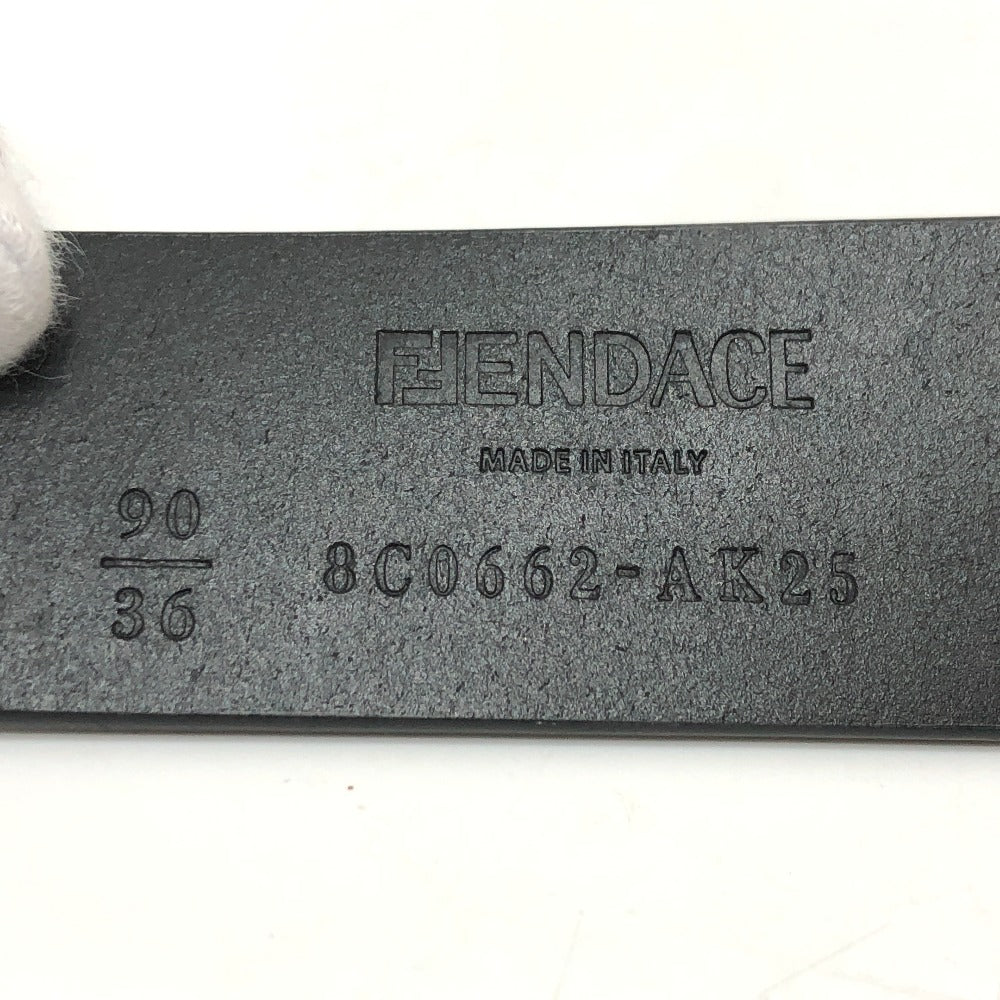 FENDACE
MADE IN ITALY
90
36
8C0662-AK25